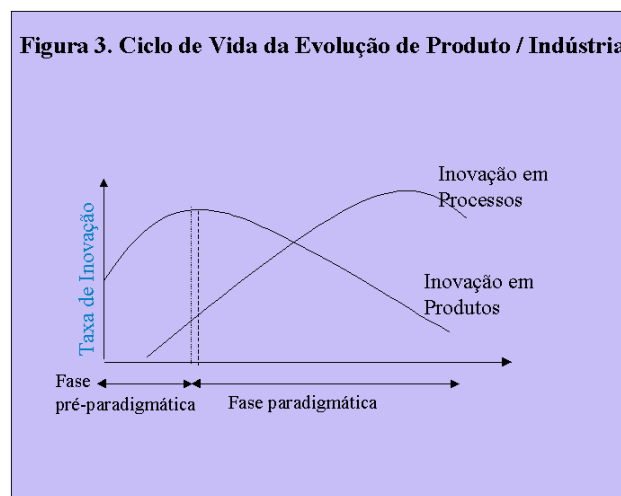 Figura 3. Ciclo de Vida da Evolução de Produto / Indústria
Inovação em
Processos
Taxa de Inovação
Inovação em
Produtos
Fase
pré-paradigmática
Fase paradigmática